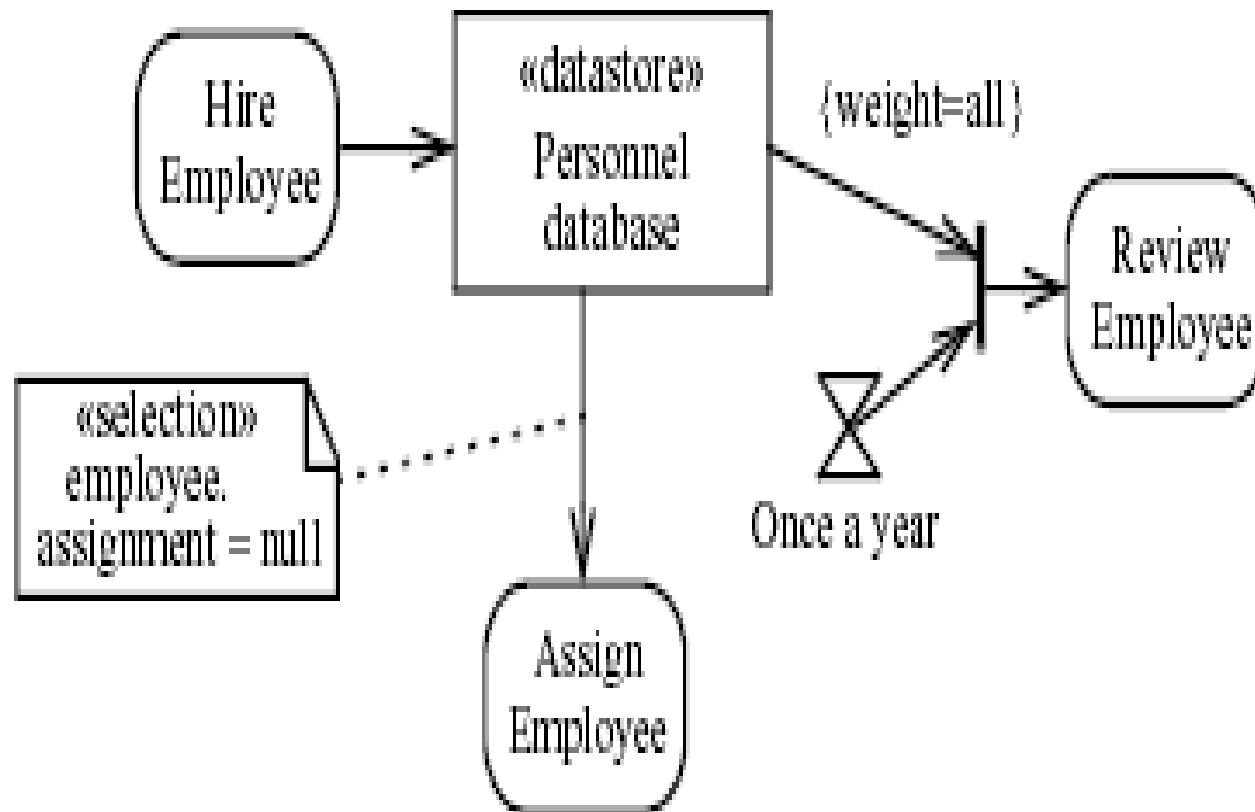 Hire
Employee
«datastore»
Personnel
database
{weight=all}
Review
Employee
«selection»
employee.
assignment = null
Once a year
Assign
Employee